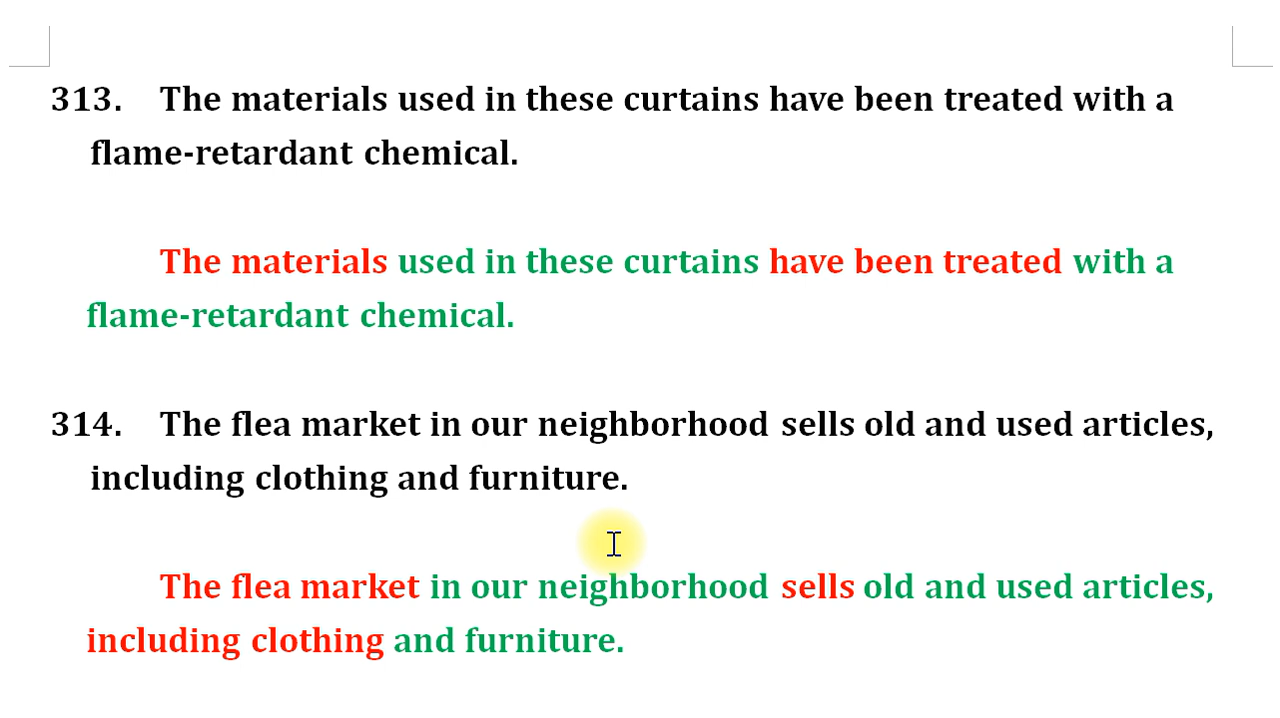 313. The materials used in these curtains have been treated with a
flame-retardant chemical.
The materials used in these curtains have been treated with a
flame-retardant chemical.
314. The flea market in our neighborhood sells old and used articles,
including clothing and furniture.
The flea market in our neighborhood sells old and used articles,
including clothing and furniture.